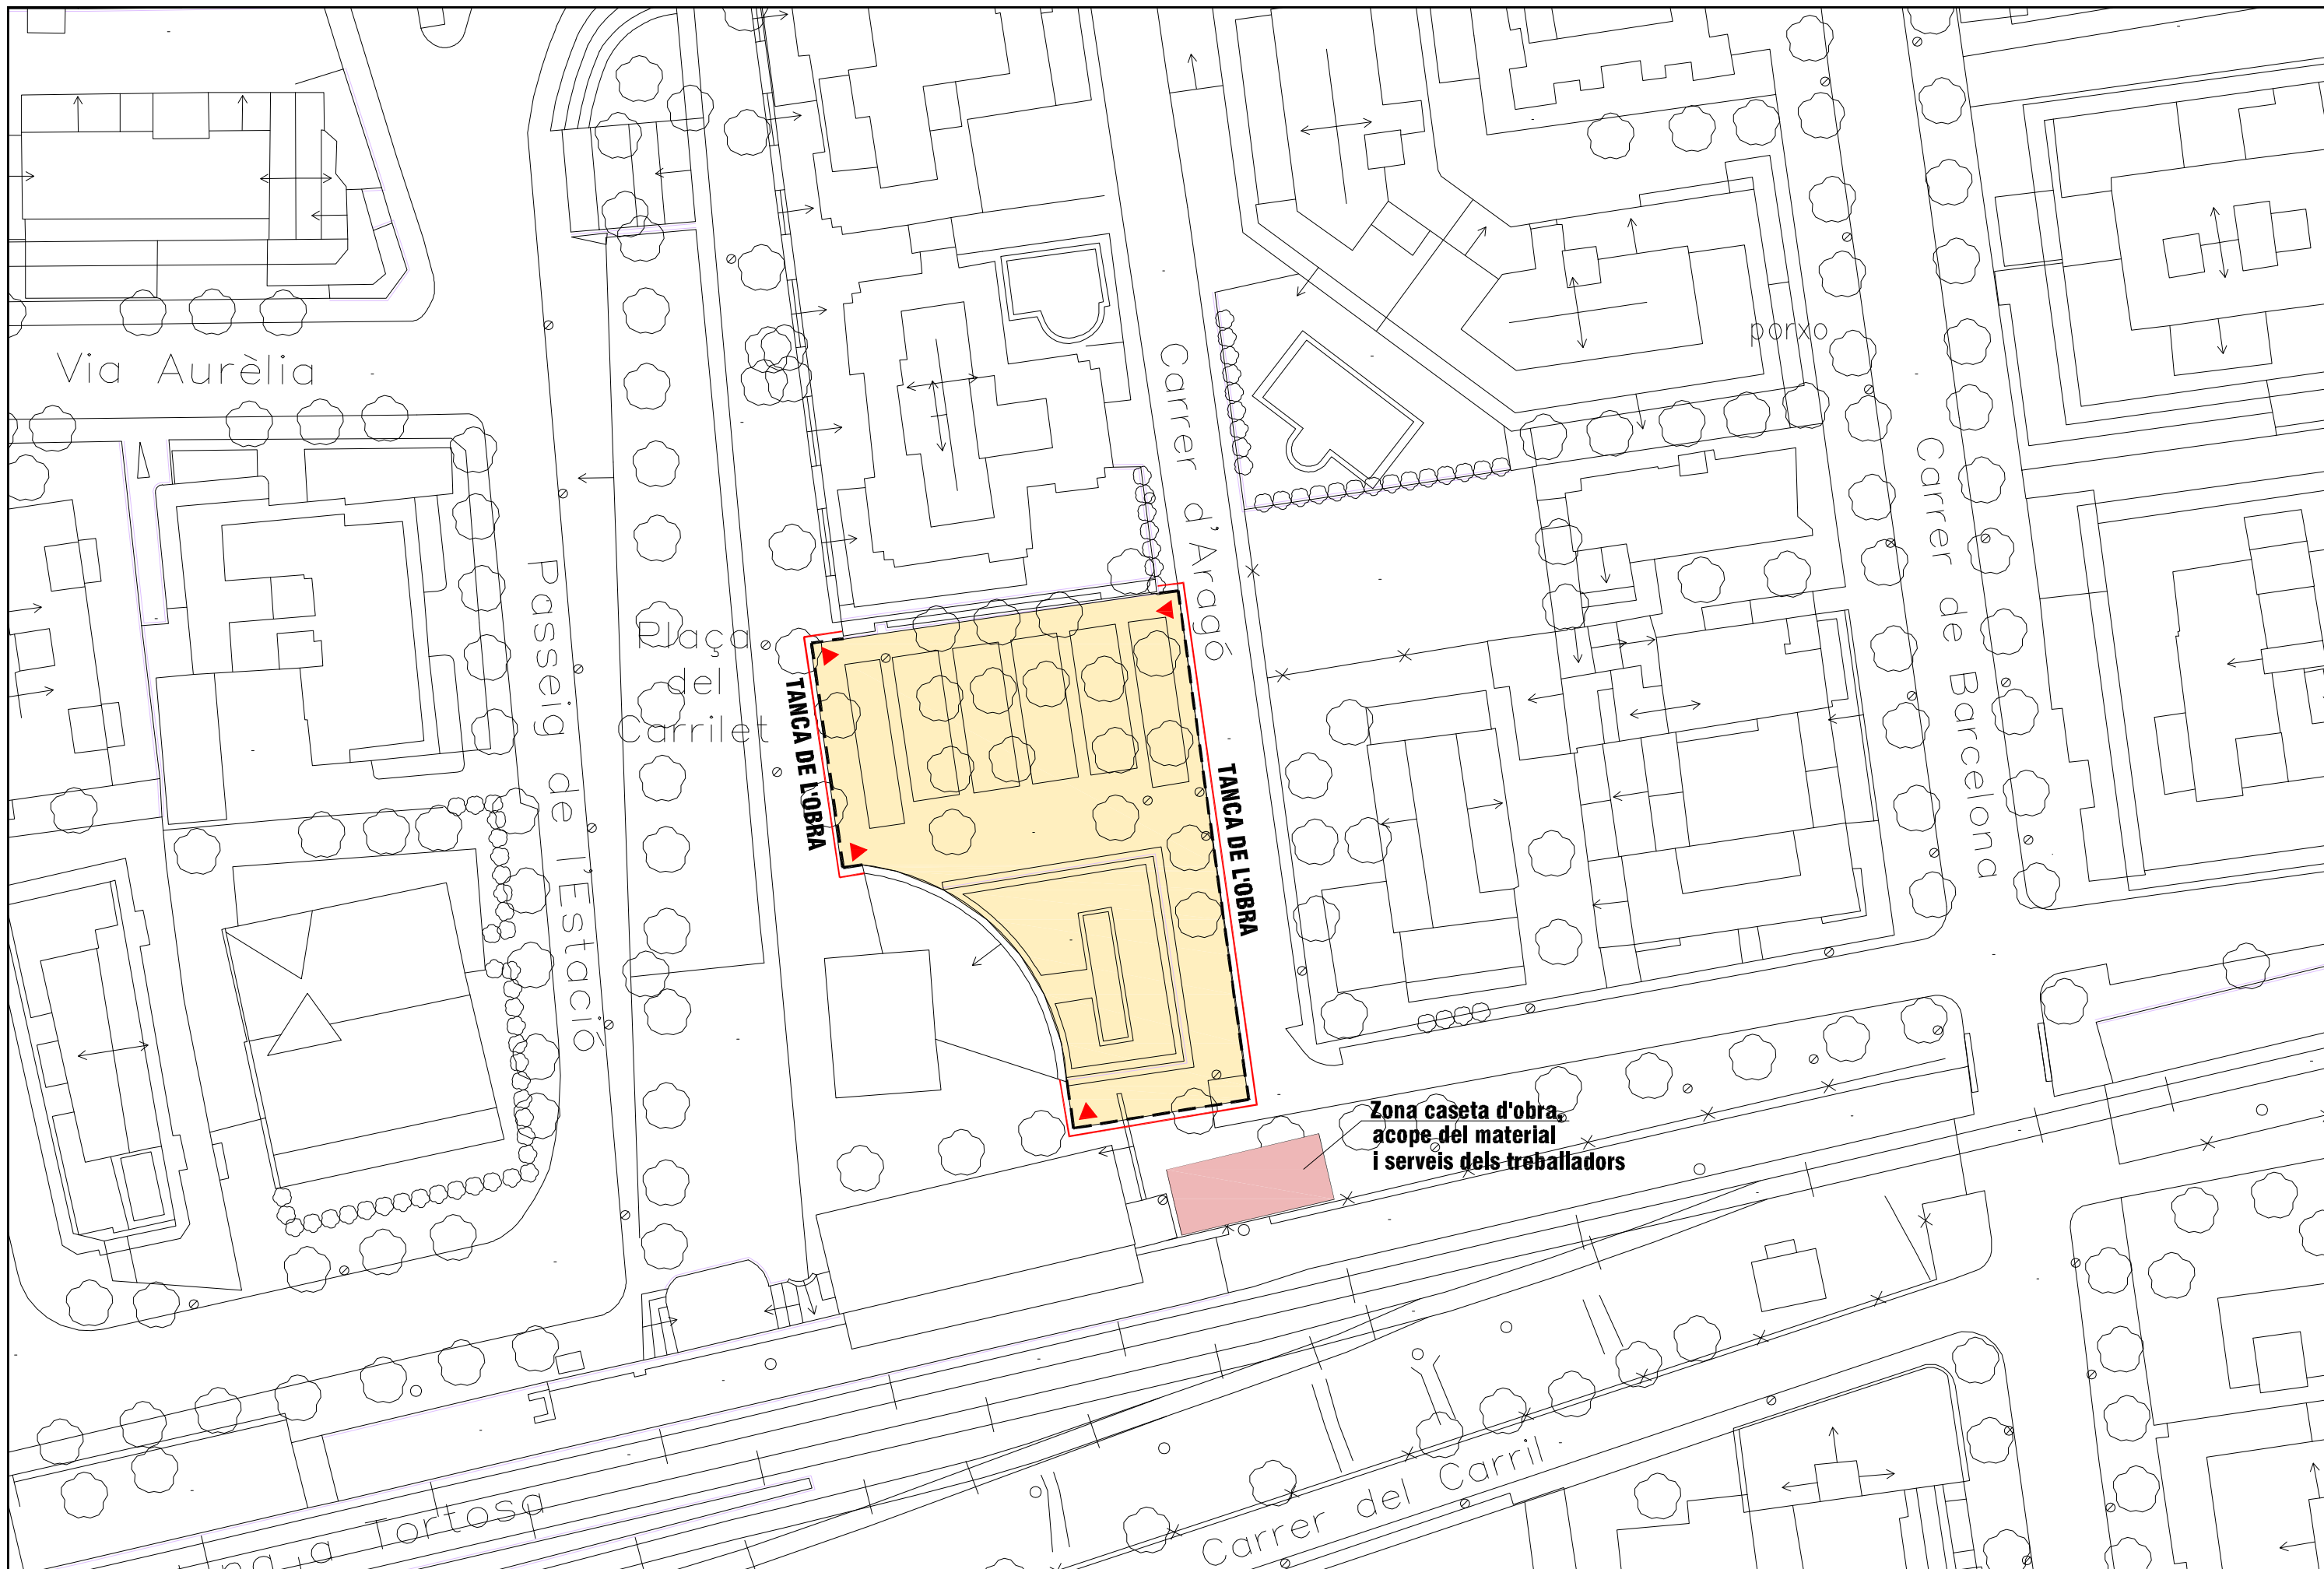 Via Aurèlia
porxo
Carrer d'Aragó
Carrer de Barcelona
Passeig de l'Estació
Plaça
del
Carrilet
TANCA DE L'OBRA
TANCA DE L'OBRA
Zona caseta d'obra,
acope del material
i serveis dels treballadors
Carrer del Carril
a Tortosa